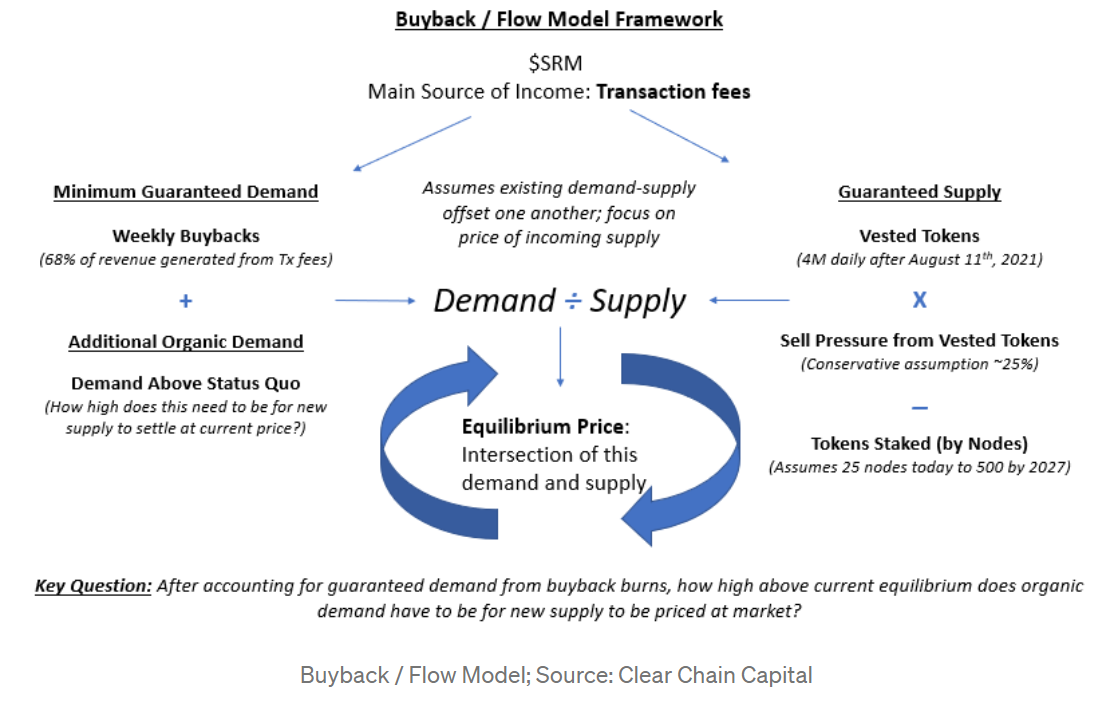 Buyback / Flow Model Framework
$SRM
Main Source of Income: Transaction fees
Minimum Guaranteed Demand
Weekly Buybacks
(68% of revenue generated from Tx fees)
+
Additional Organic Demand
Demand Above Status Quo
(How high does this need to be for new
supply to settle at current price?)
Assumes existing demand-supply
offset one another; focus on
price of incoming supply
Demand ÷ Supply
Equilibrium Price:
Intersection of this
demand and supply
Guaranteed Supply
Vested Tokens
(4M daily after August 11th, 2021)
X
Sell Pressure from Vested Tokens
(Conservative assumption ~25%)
–
Tokens Staked (by Nodes)
(Assumes 25 nodes today to 500 by 2027)
Key Question: After accounting for guaranteed demand from buyback burns, how high above current equilibrium does organic
demand have to be for new supply to be priced at market?
Buyback / Flow Model; Source: Clear Chain Capital